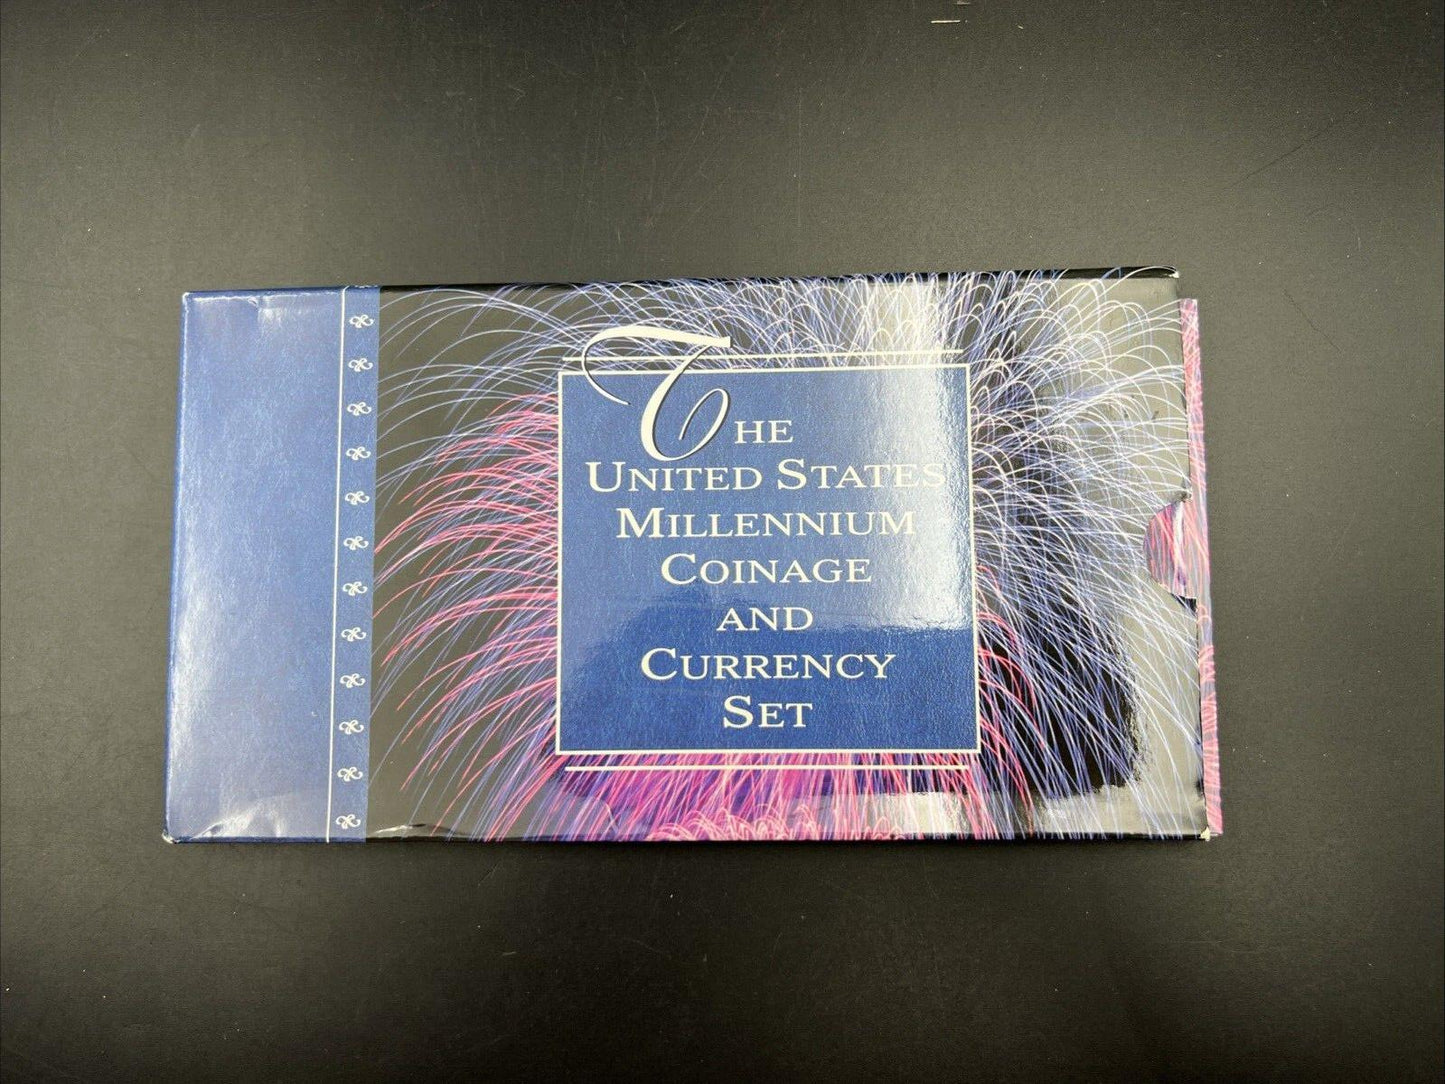 THE
UNITED STATES
MILLENNIUM
COINAGE
AND
CURRENCY
SET